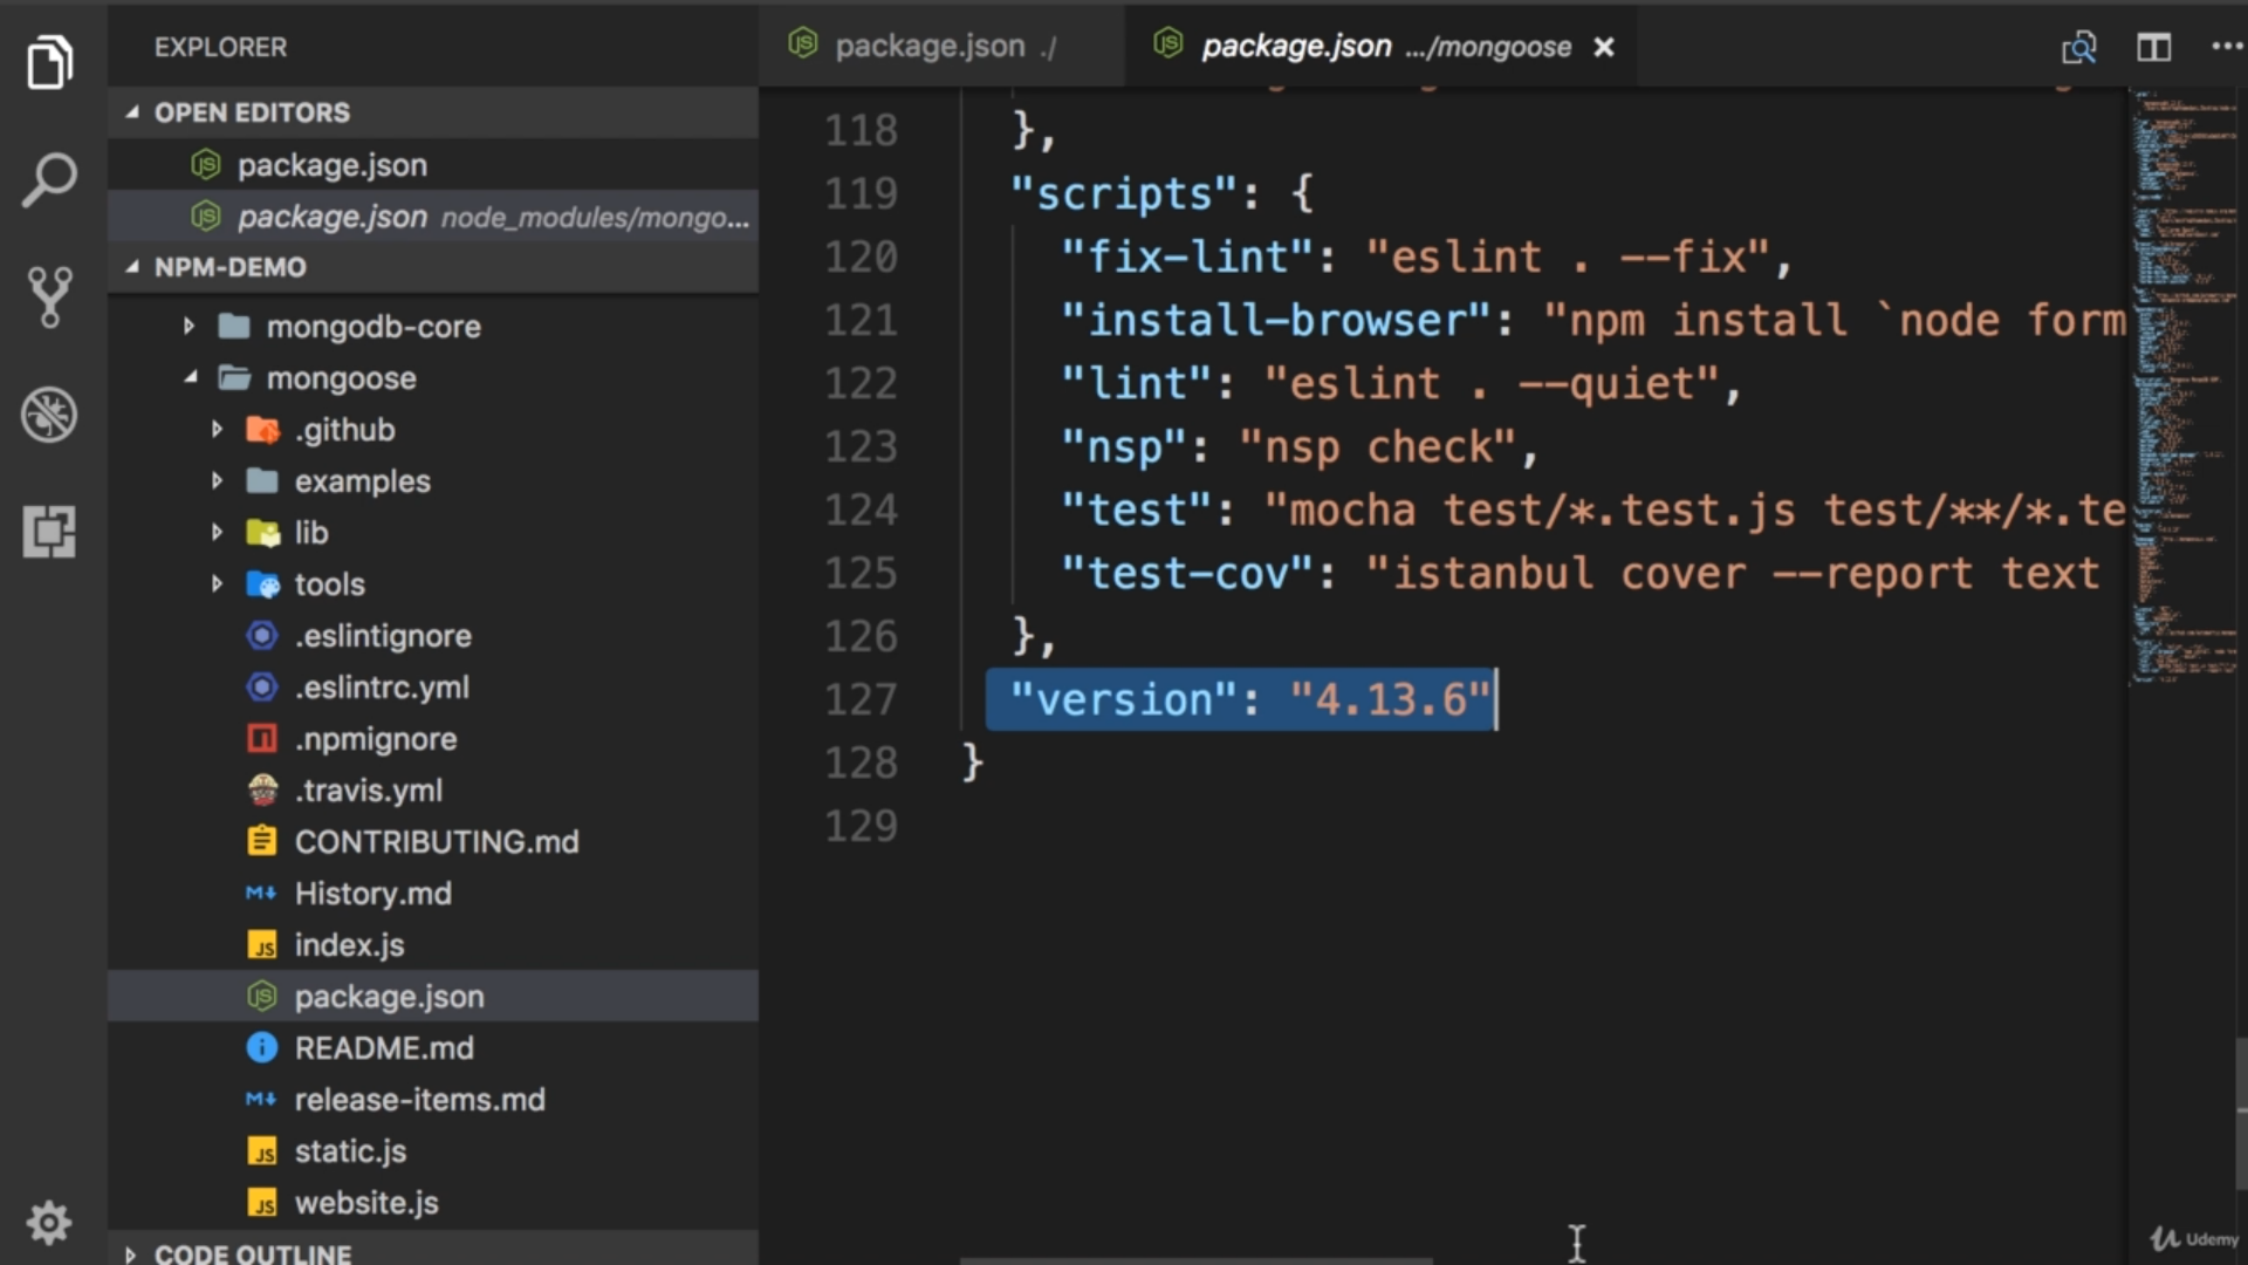 EXPLORER
OPEN EDITORS
package.json
package.json node_modules/mongo...
NPM-DEMO
mongodb-core
mongoose
.github
examples
lib
tools
.eslintignore
.eslintrc.yml
.npmignore
.travis.yml
CONTRIBUTING.md
History.md
index.js
package.json
README.md
release-items.md
static.js
website.js
CODE OUTLINE
package.json ./
package.json .../mongoose
118 },
119 "scripts": {
120 "fix-lint": "eslint . --fix",
121 "install-browser": "npm install `node form
122 "lint": "eslint . --quiet",
123 "nsp": "nsp check",
124 "test": "mocha test/*.test.js test/**/*.te
125 "test-cov": "istanbul cover --report text
126 },
127 "version": "4.13.6"
128 }
129
Udemy